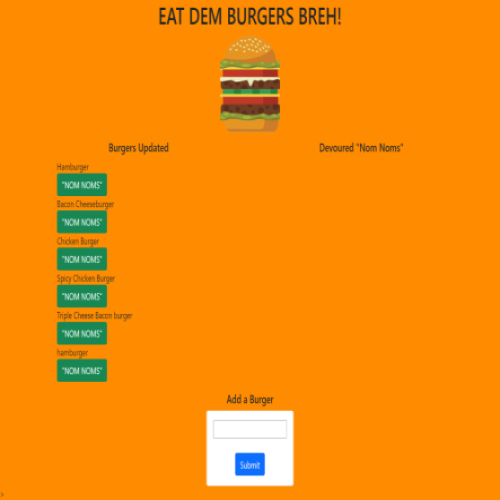 EAT DEM BURGERS BREH!
Burgers Updated
Devoured "Nom Noms"
Hamburger
"NOM NOMS"
Bacon Cheeseburger
"NOM NOMS"
Chicken Burger
"NOM NOMS"
Spicy Chicken Burger
"NOM NOMS"
Triple Cheese Bacon burger
"NOM NOMS"
hamburger
"NOM NOMS"
Add a Burger
Submit